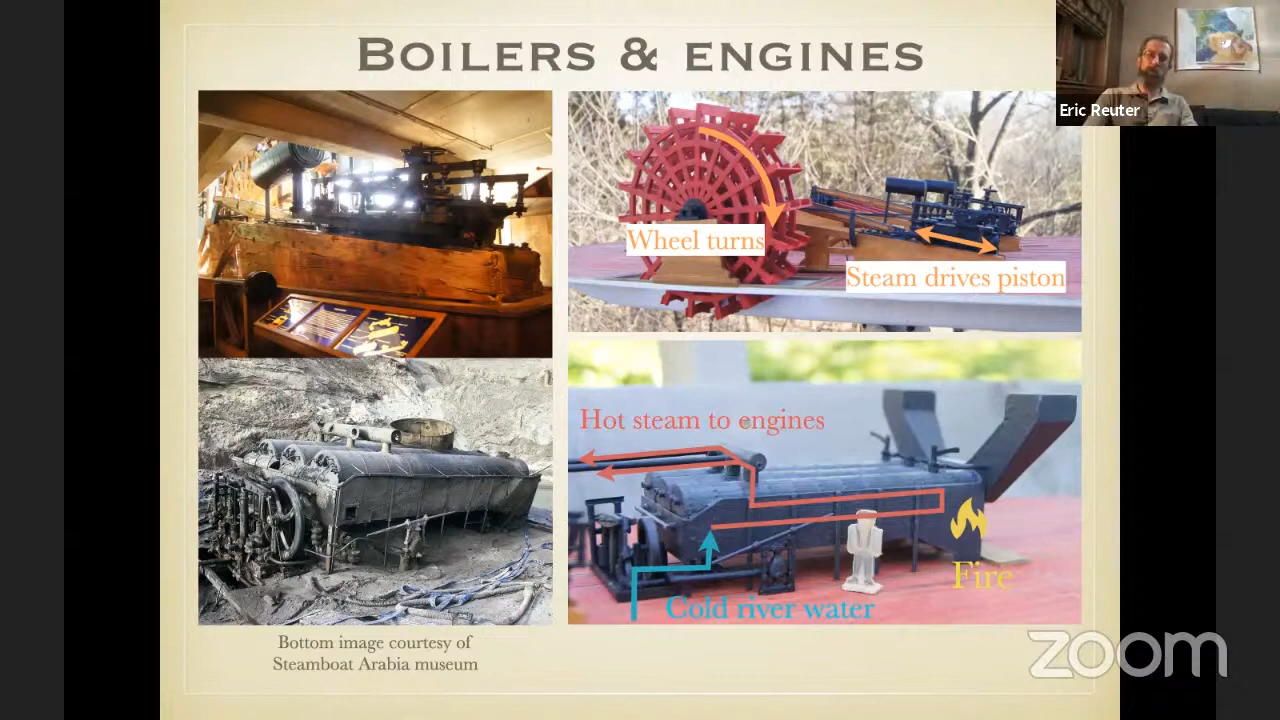 BOILERS & ENGINES
Eric Reuter
Wheel turns
Steam drives piston
Hot steam to engines
Fire
Cold river water
Bottom image courtesy of
Steamboat Arabia museum
zoom